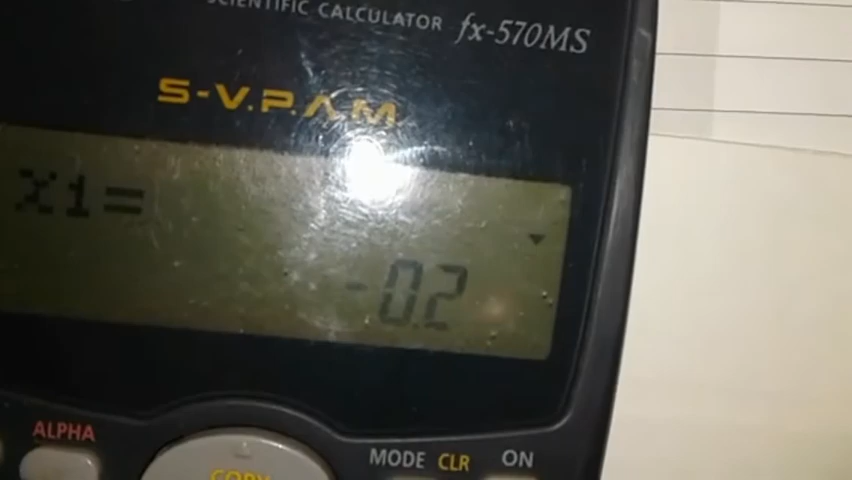 SCIENTIFIC CALCULATOR fx-570MS
S-V.P.A.M
x1=
-0.2
ALPHA
COPY
MODE CLR ON